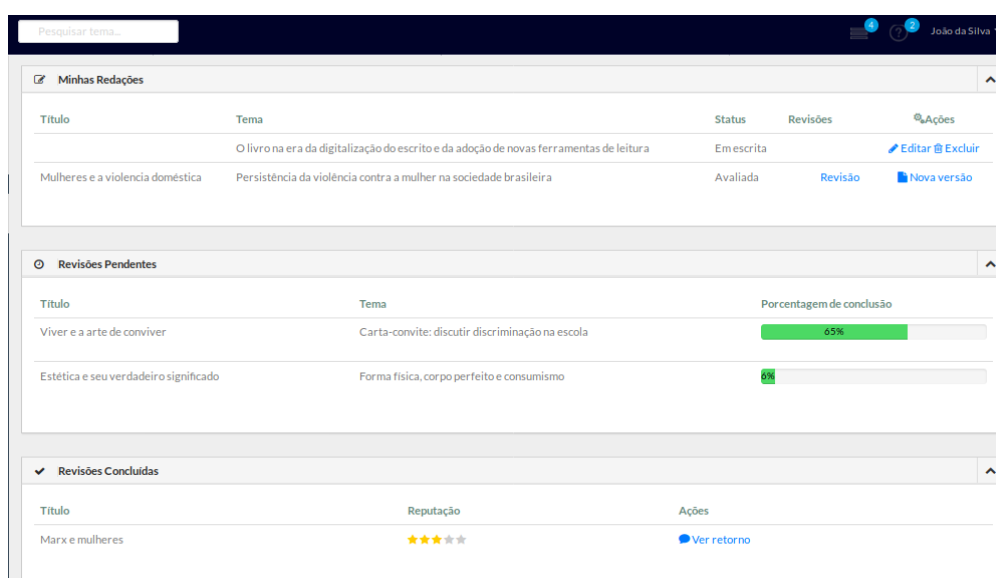 Pesquisar tema... 4 2 João da Silva
Minhas Redações
Título Tema Status Revisões Ações
O livro na era da digitalização do escrito e da adoção de novas ferramentas de leitura Em escrita Editar Excluir
Mulheres e a violencia doméstica Persistência da violência contra a mulher na sociedade brasileira Avaliada Revisão Nova versão
Revisões Pendentes
Título Tema Porcentagem de conclusão
Viver e a arte de conviver Carta-convite: discutir discriminação na escola 65%
Estética e seu verdadeiro significado Forma física, corpo perfeito e consumismo 6%
Revisões Concluídas
Título Reputação Ações
Marx e mulheres Ver retorno